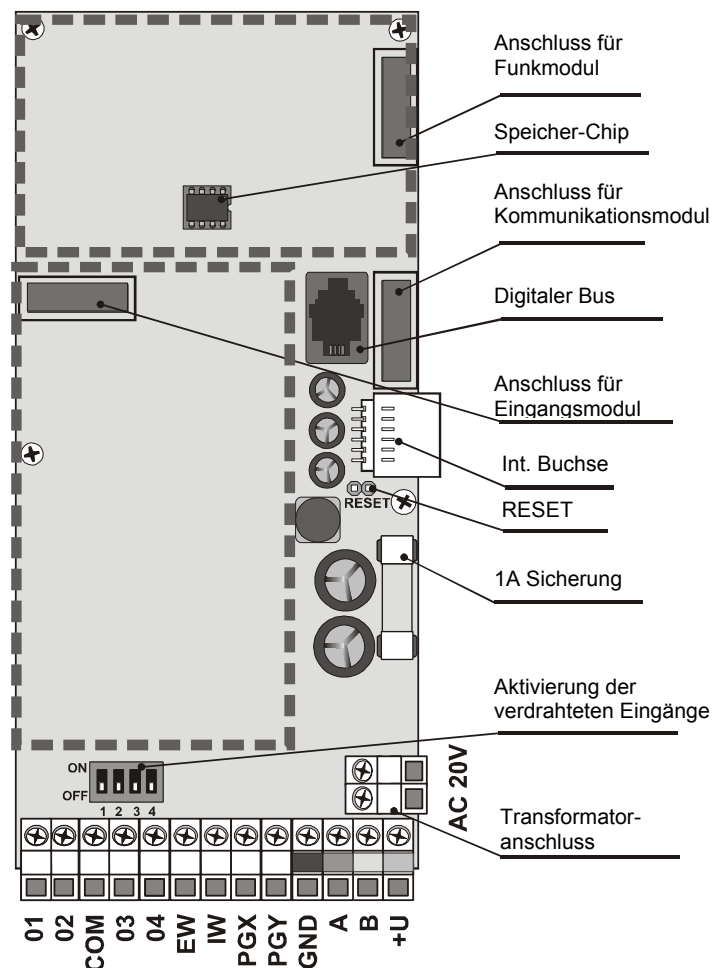 Anschluss für
Funkmodul
Speicher-Chip
Anschluss für
Kommunikationsmodul
Digitaler Bus
Anschluss für
Eingangsmodul
Int. Buchse
RESET
RESET
1A Sicherung
Aktivierung der
verdrahteten Eingänge
ON
OFF
1 2 3 4
AC 20V
Transformator-
anschluss
01 02 COM 03 04 EW IW PGX PGY GND A B +U